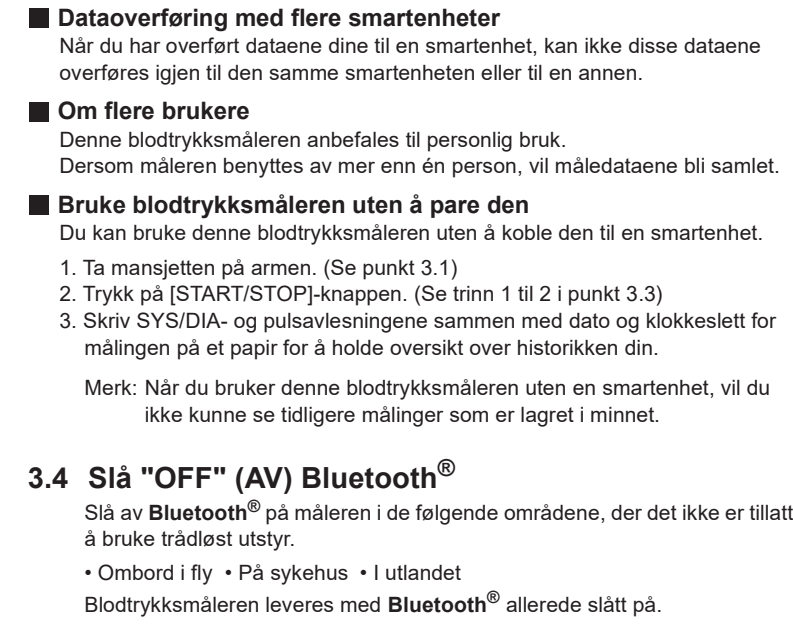 ■ Dataoverføring med flere smartenheter
Når du har overført dataene dine til en smartenhet, kan ikke disse dataene
overføres igjen til den samme smartenheten eller til en annen.
■ Om flere brukere
Denne blodtrykksmåleren anbefales til personlig bruk.
Dersom måleren benyttes av mer enn én person, vil måledataene bli samlet.
■ Bruke blodtrykksmåleren uten å pare den
Du kan bruke denne blodtrykksmåleren uten å koble den til en smartenhet.
1. Ta mansjetten på armen. (Se punkt 3.1)
2. Trykk på [START/STOP]-knappen. (Se trinn 1 til 2 i punkt 3.3)
3. Skriv SYS/DIA- og pulsavlesningene sammen med dato og klokkeslett for
målingen på et papir for å holde oversikt over historikken din.
Merk: Når du bruker denne blodtrykksmåleren uten en smartenhet, vil du
ikke kunne se tidligere målinger som er lagret i minnet.
3.4 Slå "OFF" (AV) Bluetooth®
Slå av Bluetooth® på måleren i de følgende områdene, der det ikke er tillatt
å bruke trådløst utstyr.
• Ombord i fly • På sykehus • I utlandet
Blodtrykksmåleren leveres med Bluetooth® allerede slått på.